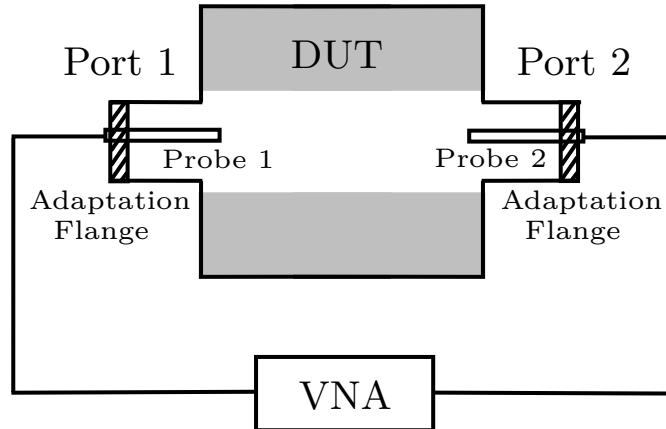 DUT
Port 1
Port 2
Probe 1
Probe 2
Adaptation
Flange
Adaptation
Flange
VNA